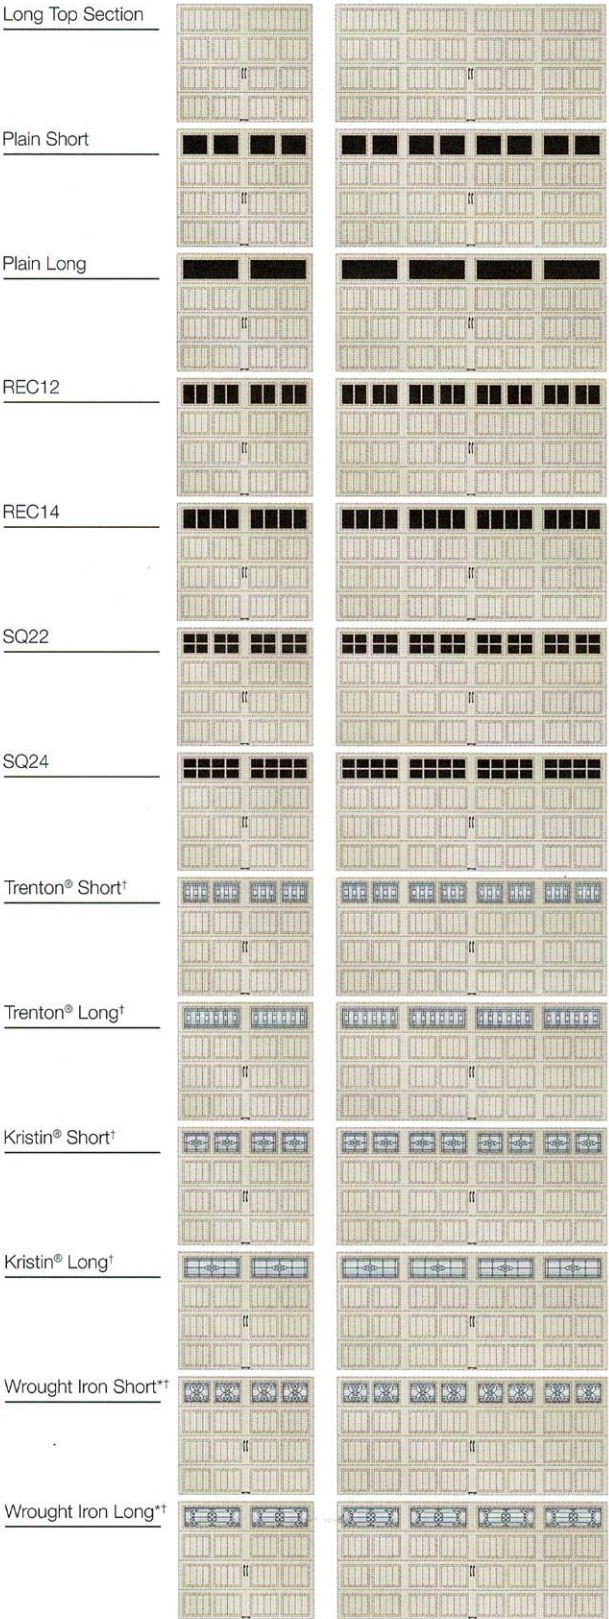 Long Top Section
Plain Short
Plain Long
REC12
REC14
SQ22
SQ24
Trenton® Short†
Trenton® Long†
Kristin® Short†
Kristin® Long†
Wrought Iron Short*†
Wrought Iron Long*†